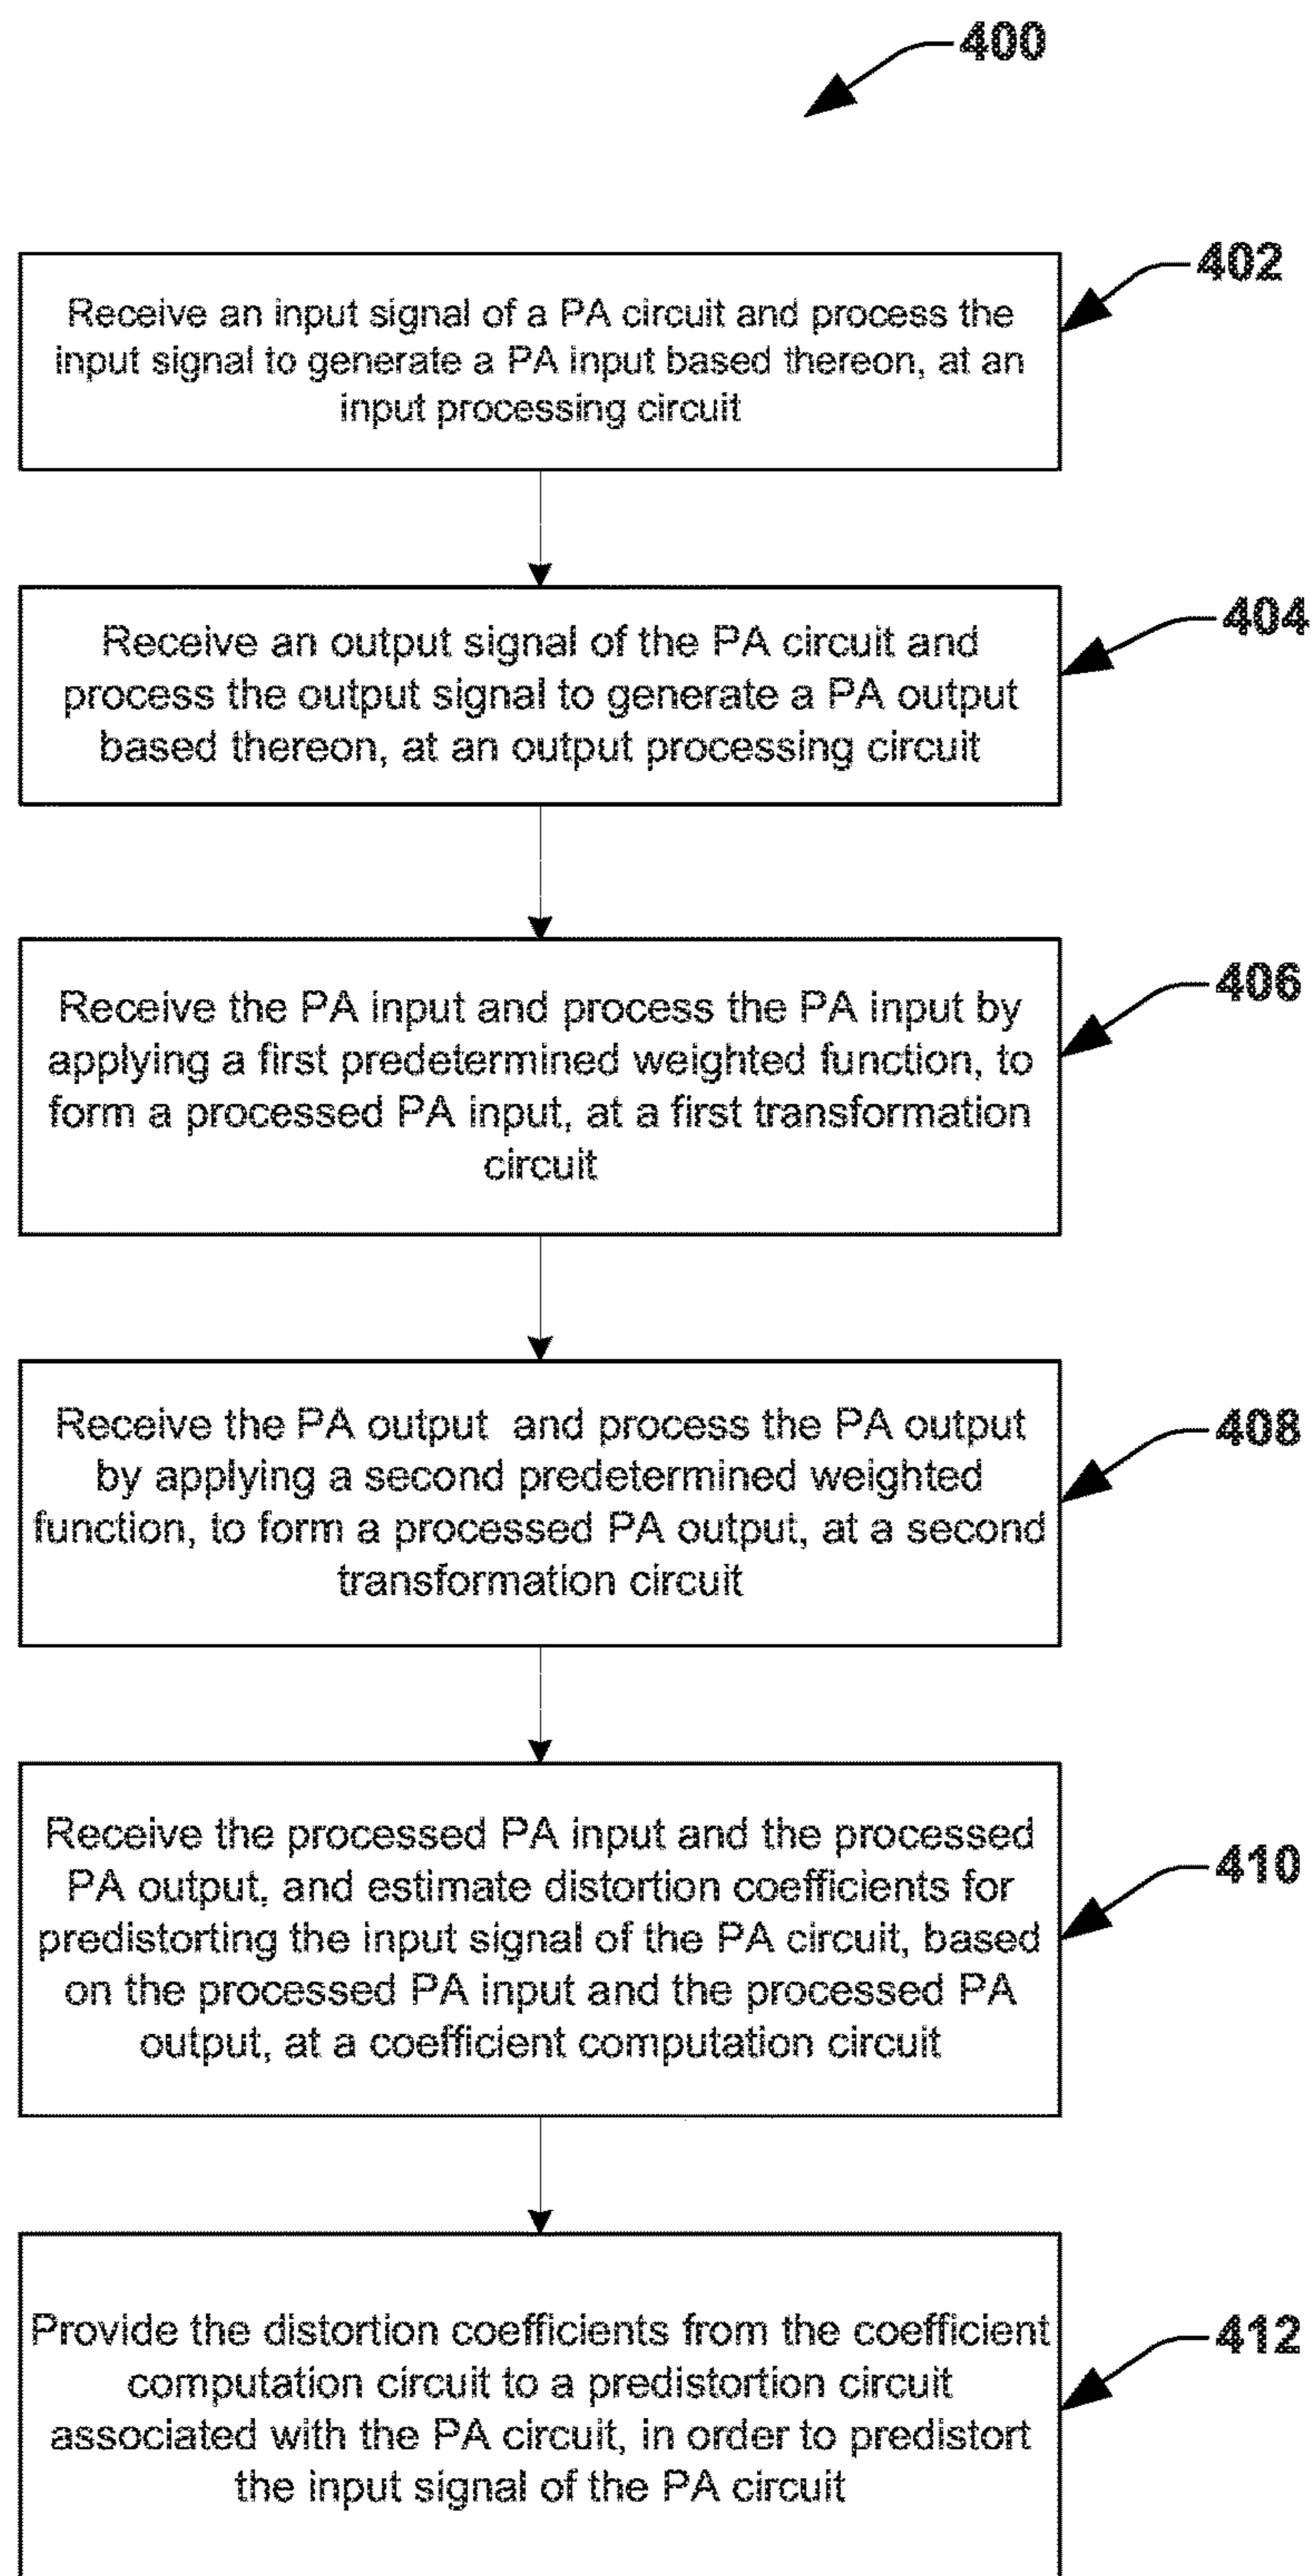 400
402
Receive an input signal of a PA circuit and process the
input signal to generate a PA input based thereon, at an
input processing circuit
404
Receive an output signal of the PA circuit and
process the output signal to generate a PA output
based thereon, at an output processing circuit
406
Receive the PA input and process the PA input by
applying a first predetermined weighted function, to
form a processed PA input, at a first transformation
circuit
408
Receive the PA output and process the PA output
by applying a second predetermined weighted
function, to form a processed PA output, at a second
transformation circuit
410
Receive the processed PA input and the processed
PA output, and estimate distortion coefficients for
predistorting the input signal of the PA circuit, based
on the processed PA input and the processed PA
output, at a coefficient computation circuit
412
Provide the distortion coefficients from the coefficient
computation circuit to a predistortion circuit
associated with the PA circuit, in order to predistort
the input signal of the PA circuit